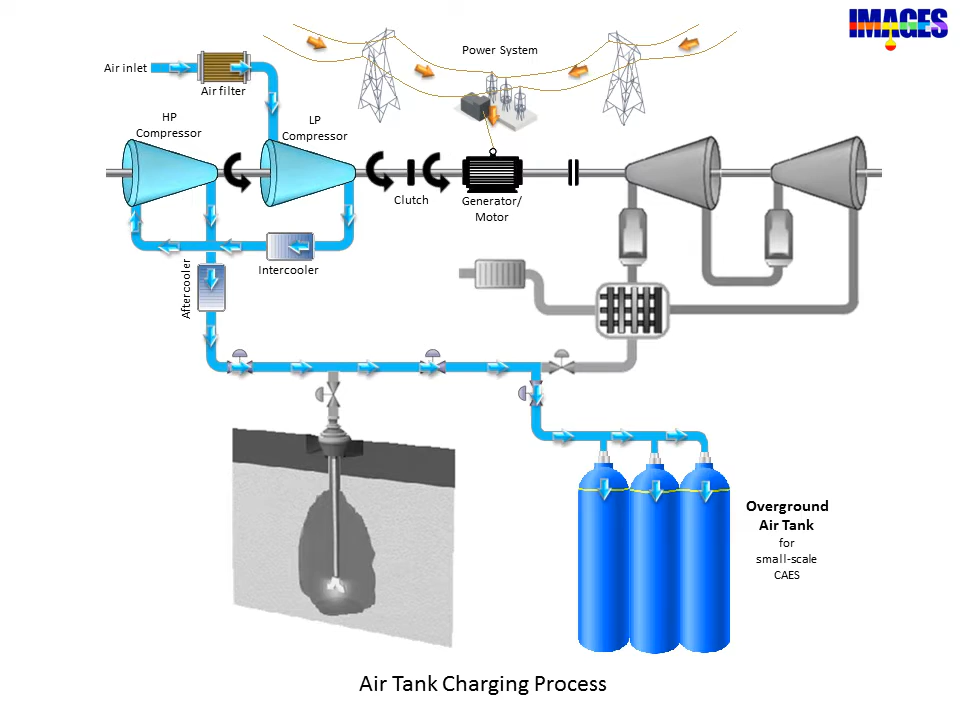 IMAGES
Power System
Air inlet
Air filter
HP
Compressor
LP
Compressor
Clutch
Generator/
Motor
Intercooler
Aftercooler
Overground
Air Tank
for
small-scale
CAES
Air Tank Charging Process